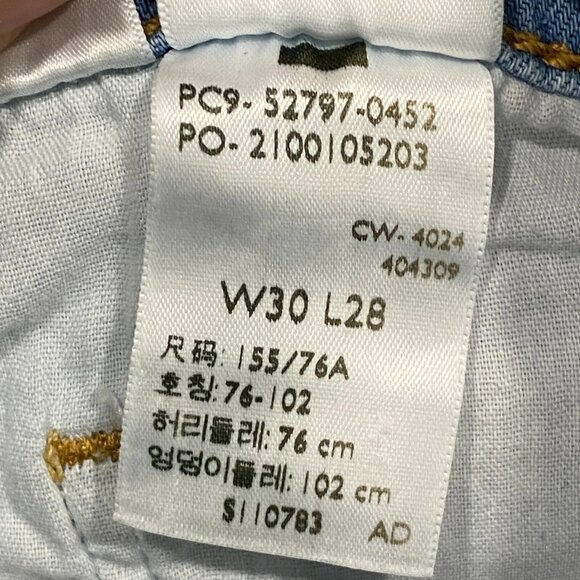 PC9- 52797-0452
PO- 2100105203
CW- 4024
404309
W30 L28
尺码: 155/76A
호칭: 76-102
허리둘레: 76 cm
엉덩이둘레: 102 cm
S110783 AD